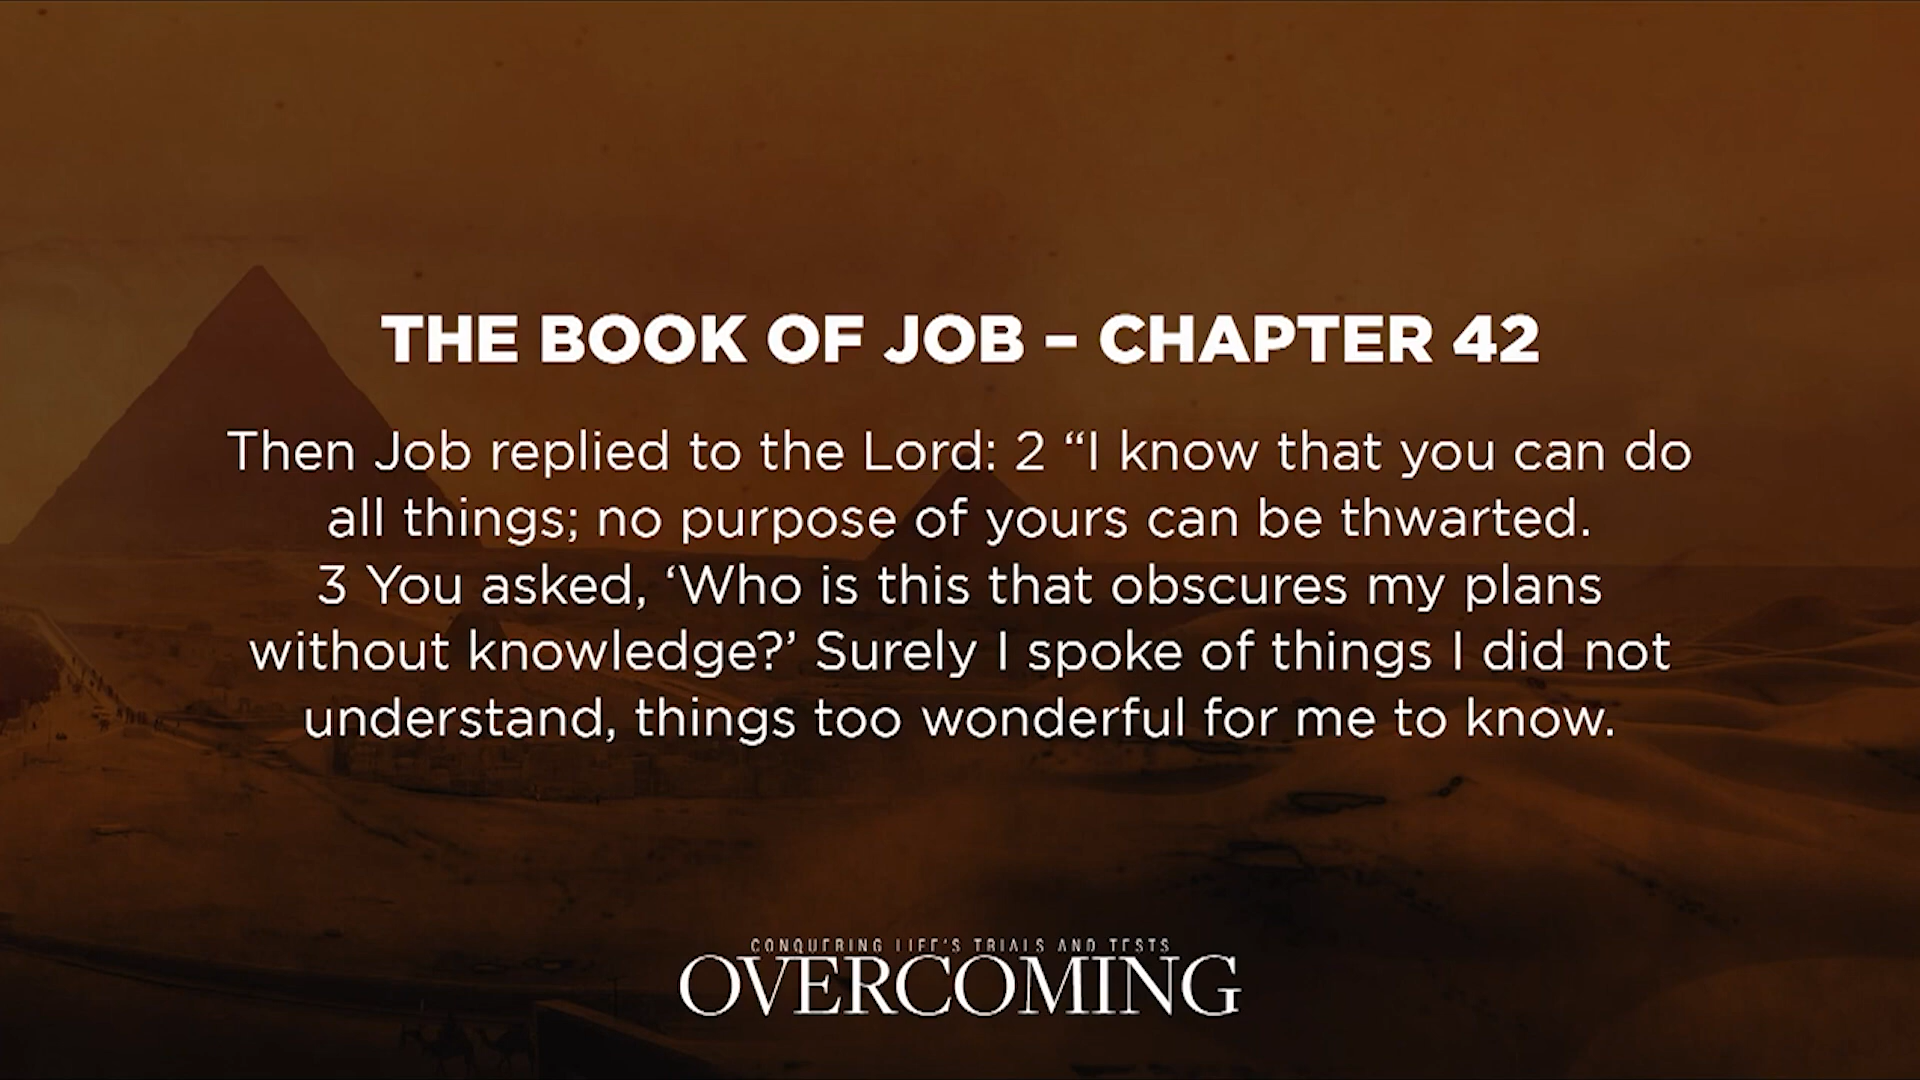 THE BOOK OF JOB – CHAPTER 42
Then Job replied to the Lord: 2 “I know that you can do
all things; no purpose of yours can be thwarted.
3 You asked, ‘Who is this that obscures my plans
without knowledge?’ Surely I spoke of things I did not
understand, things too wonderful for me to know.
CONQUERING LIFE'S TRIALS AND TESTS
OVERCOMING